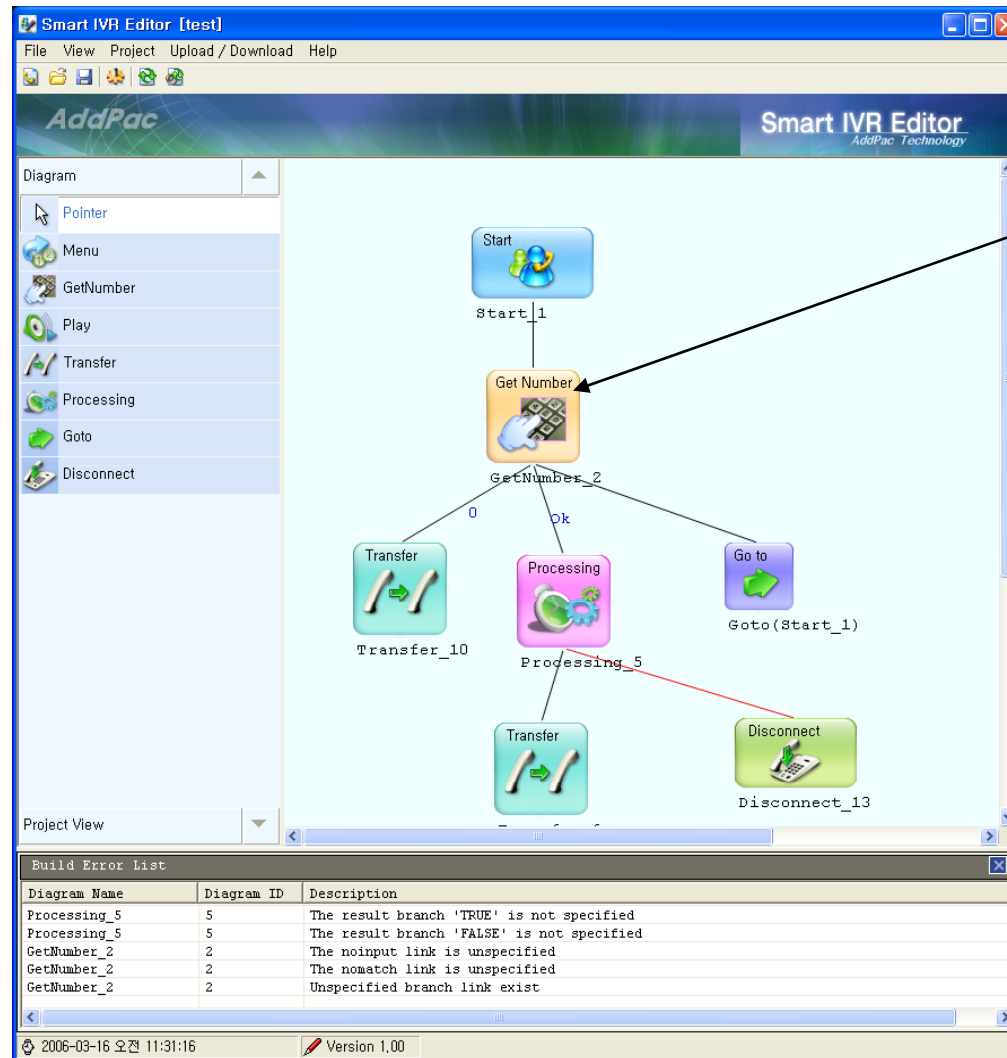 Smart IVR Editor [test]
File View Project Upload / Download Help
AddPac
Smart IVR Editor
AddPac Technology
Diagram
Pointer
Menu
GetNumber
Play
Transfer
Processing
Goto
Disconnect
Project View
Start
Start_1
Get Number
GetNumber_2
0
Ok
Transfer
Transfer_10
Processing
Processing_5
Go to
Goto(Start_1)
Transfer
Disconnect
Disconnect_13
Build Error List
Diagram Name Diagram ID Description
Processing_5 5 The result branch 'TRUE' is not specified
Processing_5 5 The result branch 'FALSE' is not specified
GetNumber_2 2 The noinput link is unspecified
GetNumber_2 2 The nomatch link is unspecified
GetNumber_2 2 Unspecified branch link exist
2006-03-16 오전 11:31:16 Version 1,00